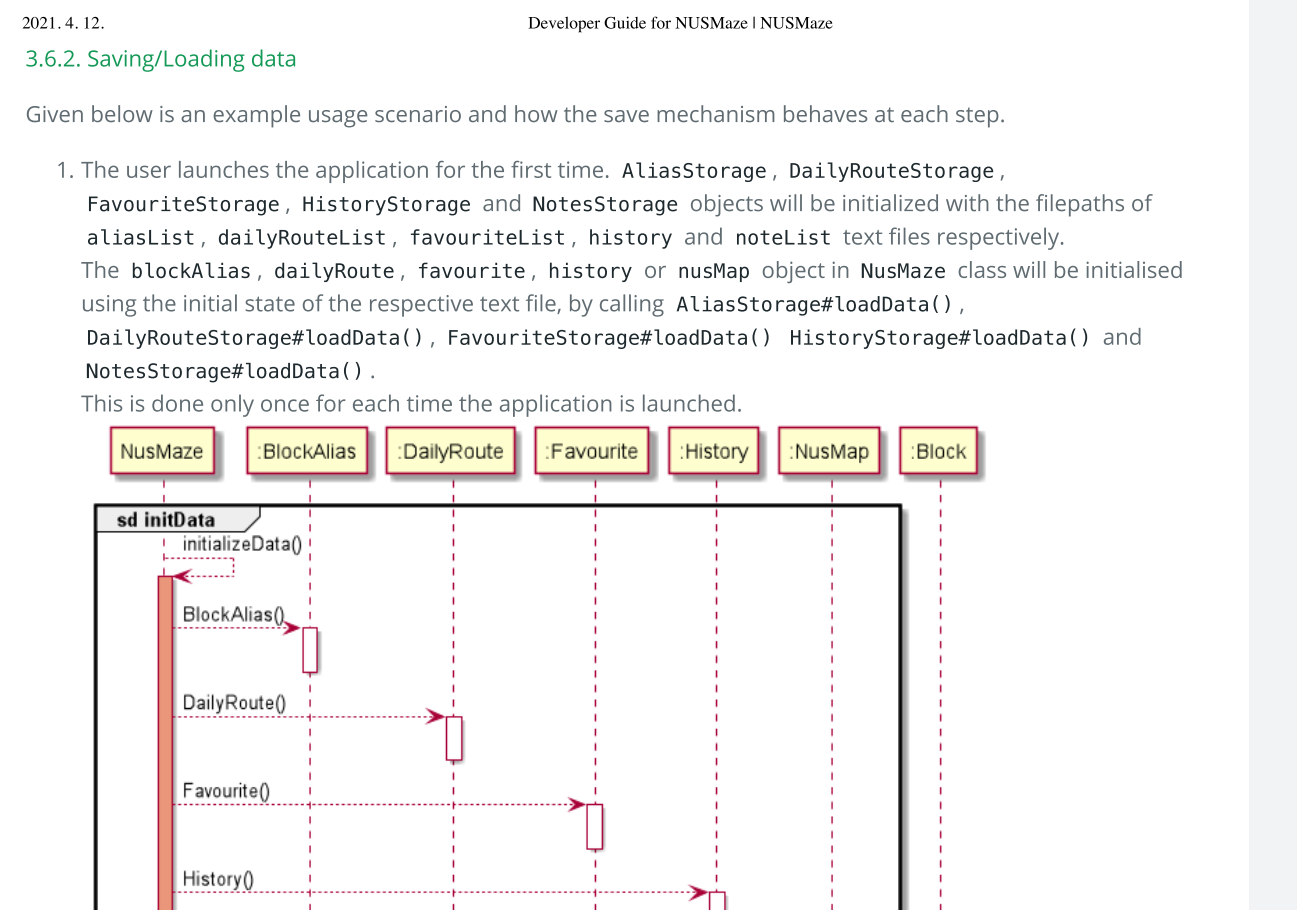 2021. 4. 12.
Developer Guide for NUSMaze | NUSMaze
3.6.2. Saving/Loading data
Given below is an example usage scenario and how the save mechanism behaves at each step.
1. The user launches the application for the first time. AliasStorage, DailyRouteStorage,
FavouriteStorage, HistoryStorage and NotesStorage objects will be initialized with the filepaths of
aliasList, dailyRouteList, favouriteList, history and noteList text files respectively.
The blockAlias, dailyRoute, favourite, history or nusMap object in NusMaze class will be initialised
using the initial state of the respective text file, by calling AliasStorage#loadData(),
DailyRouteStorage#loadData(), FavouriteStorage#loadData() HistoryStorage#loadData() and
NotesStorage#loadData().
This is done only once for each time the application is launched.
NusMaze :BlockAlias :DailyRoute :Favourite :History :NusMap :Block
sd initData
initializeData()
BlockAlias()
DailyRoute()
Favourite()
History()